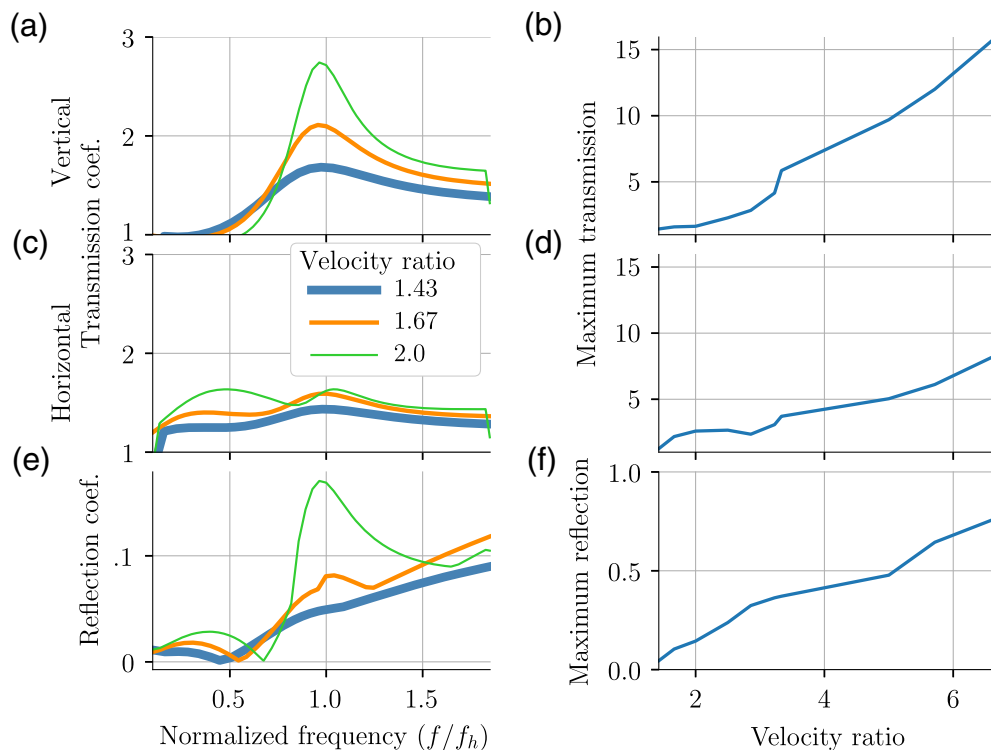 (a)
3
2
1
Vertical
Transmission coef.
(b)
15
10
5
Maximum transmission
(c)
3
2
1
Horizontal
Velocity ratio
1.43
1.67
2.0
(d)
15
10
5
(e)
.1
0
Reflection coef.
0.5
1.0
1.5
Normalized frequency (f/f_h)
(f)
1.0
0.5
0.0
Maximum reflection
2
4
6
Velocity ratio